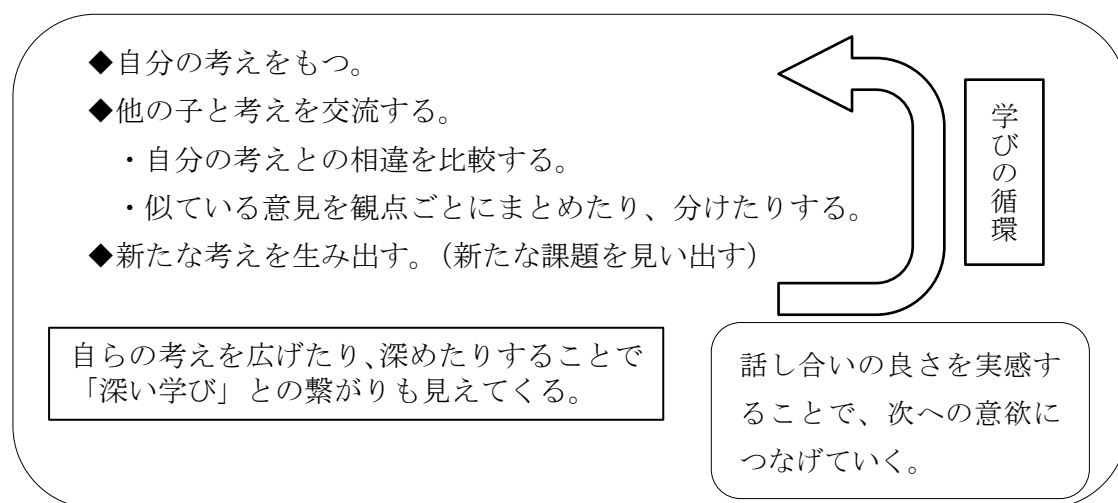 ◆自分の考えをもつ。
◆他の子と考えを交流する。
・自分の考えとの相違を比較する。
・似ている意見を観点ごとにまとめたり、分けたりする。
◆新たな考えを生み出す。（新たな課題を見い出す）
学びの循環
自らの考えを広げたり、深めたりすることで
「深い学び」との繋がりも見えてくる。
話し合いの良さを実感す
ることで、次への意欲に
つなげていく。